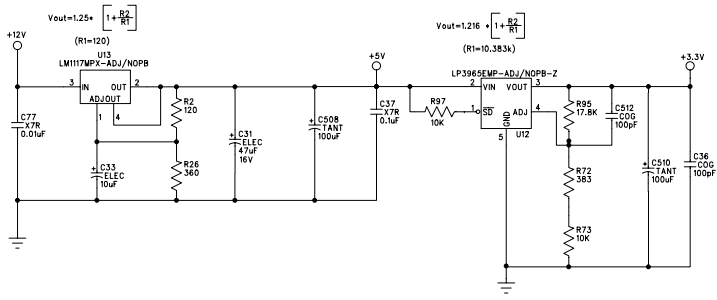 Vout=1.25* [1+R2/R1]
(R1=120)
+12V
U13
LM1117MPX-ADJ/NOPB
3 IN OUT 2
ADJOUT
1 4
C77
X7R
0.01uF
C33
ELEC
10uF
R2
120
R26
360
C31
ELEC
47uF
16V
C508
TANT
100uF
+5V
C37
X7R
0.1uF
Vout=1.216 *[1+R2/R1]
(R1=10.383k)
LP3965EMP-ADJ/NOPB-Z
R97
10K
2 VIN VOUT 3
1 SD ADJ 4
GND
5
U12
R95
17.8K
C512
COG
100pF
R72
383
R73
10K
+3.3V
C510
TANT
100uF
C36
COG
100pF